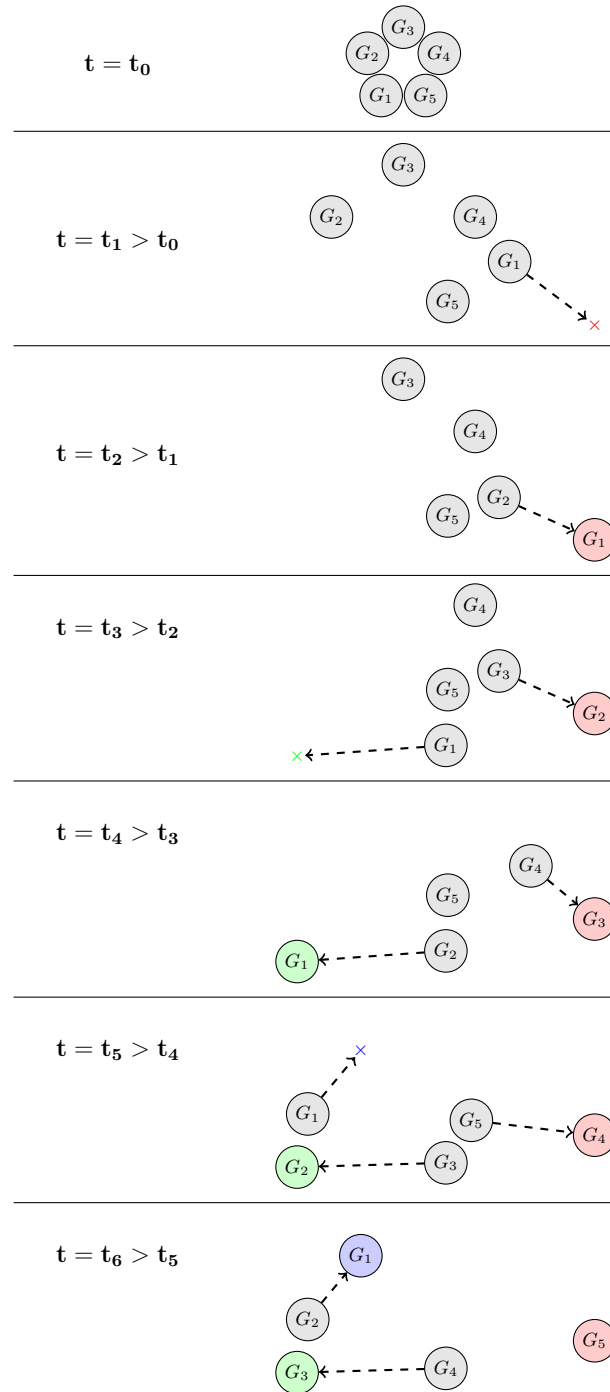 t = t₀
G₃
G₂ G₄
G₁ G₅
t = t₁ > t₀
G₃
G₂ G₄
G₁
G₅
t = t₂ > t₁
G₃
G₄
G₂
G₅
G₁
t = t₃ > t₂
G₄
G₃
G₅
G₂
G₁
t = t₄ > t₃
G₄
G₅
G₃
G₂
G₁
t = t₅ > t₄
G₁
G₅
G₄
G₃
G₂
t = t₆ > t₅
G₁
G₂
G₅
G₄
G₃